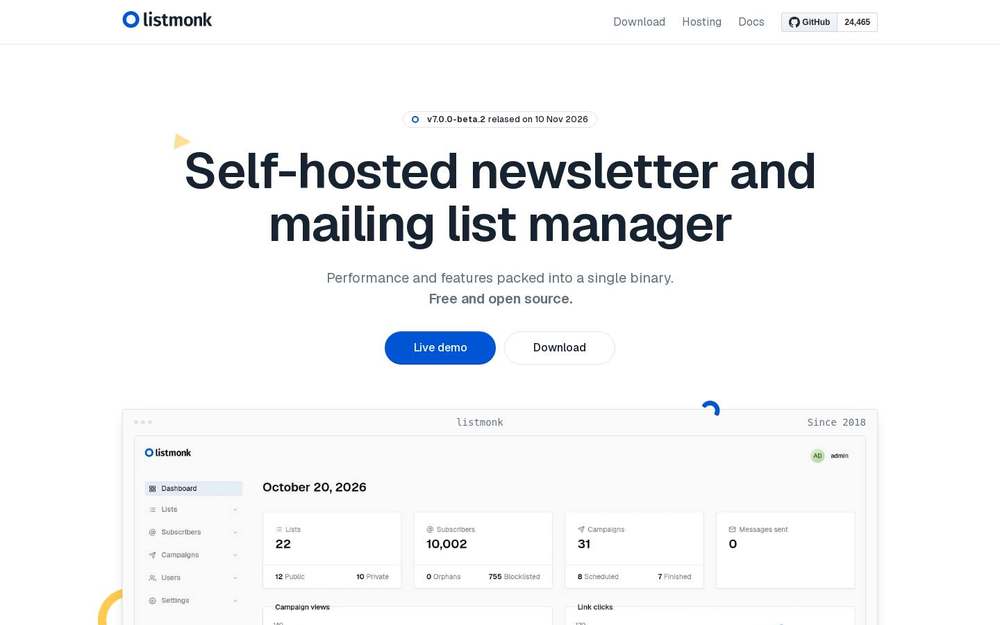 listmonk
Download Hosting Docs GitHub 24,465
v7.0.0-beta.2 relased on 10 Nov 2026
Self-hosted newsletter and
mailing list manager
Performance and features packed into a single binary.
Free and open source.
Live demo Download
listmonk Since 2018
listmonk AD admin
Dashboard
Lists
Subscribers
Campaigns
Users
Settings
October 20, 2026
Lists
22
12 Public 10 Private
Subscribers
10,002
0 Orphans 755 Blocklisted
Campaigns
31
8 Scheduled 7 Finished
Messages sent
0
Campaign views
Link clicks